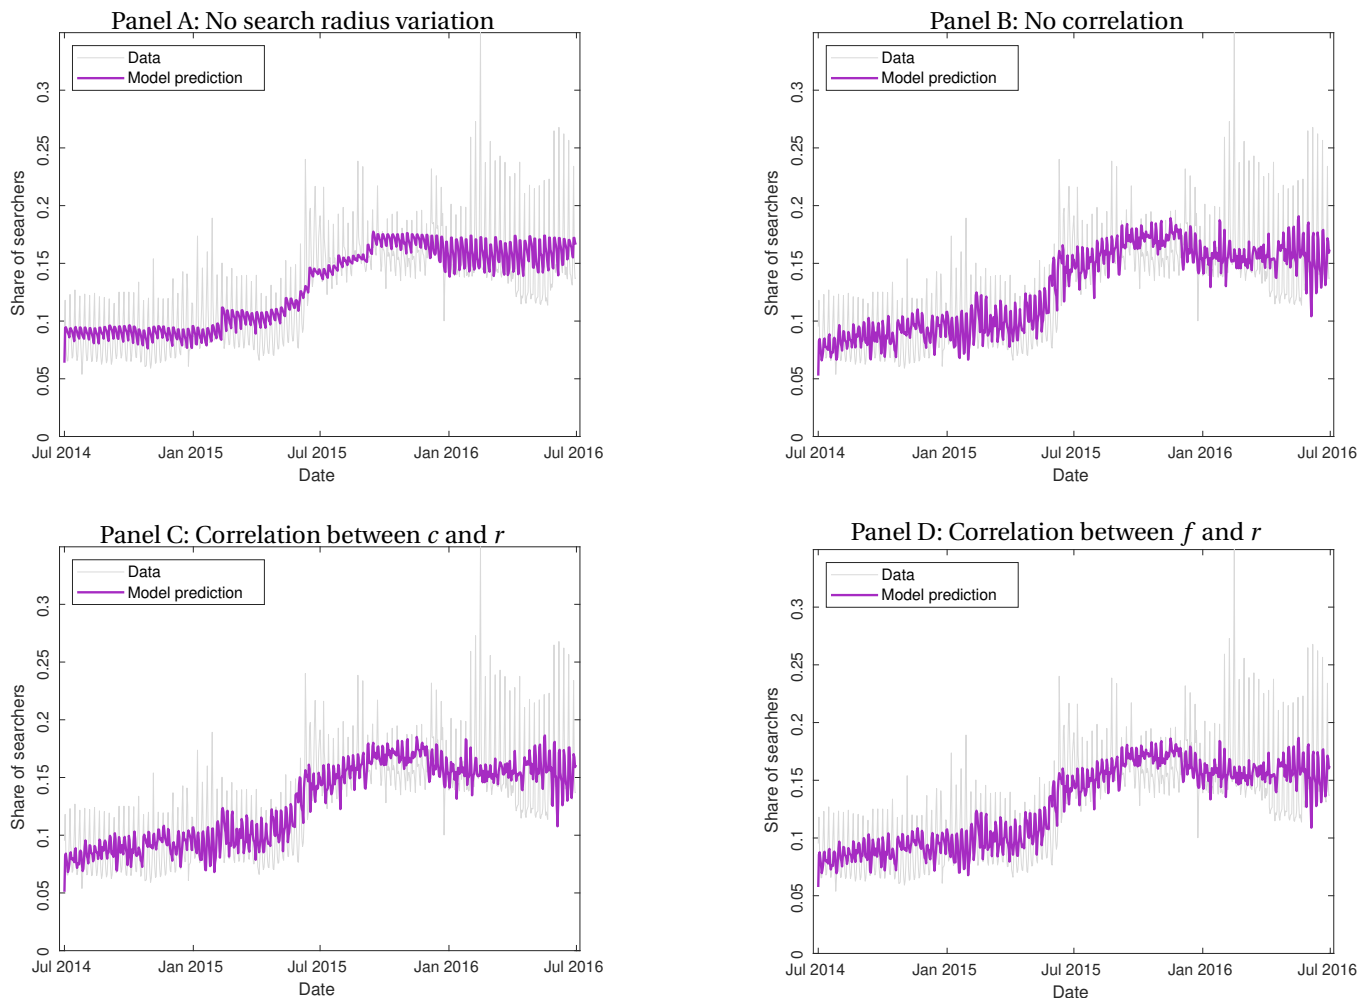 Panel A: No search radius variation
Data
Model prediction
Share of searchers
0.3
0.25
0.2
0.15
0.1
0.05
0
Jul 2014 Jan 2015 Jul 2015 Jan 2016 Jul 2016
Date
Panel B: No correlation
Data
Model prediction
Share of searchers
0.3
0.25
0.2
0.15
0.1
0.05
0
Jul 2014 Jan 2015 Jul 2015 Jan 2016 Jul 2016
Date
Panel C: Correlation between c and r
Data
Model prediction
Share of searchers
0.3
0.25
0.2
0.15
0.1
0.05
0
Jul 2014 Jan 2015 Jul 2015 Jan 2016 Jul 2016
Date
Panel D: Correlation between f and r
Data
Model prediction
Share of searchers
0.3
0.25
0.2
0.15
0.1
0.05
0
Jul 2014 Jan 2015 Jul 2015 Jan 2016 Jul 2016
Date